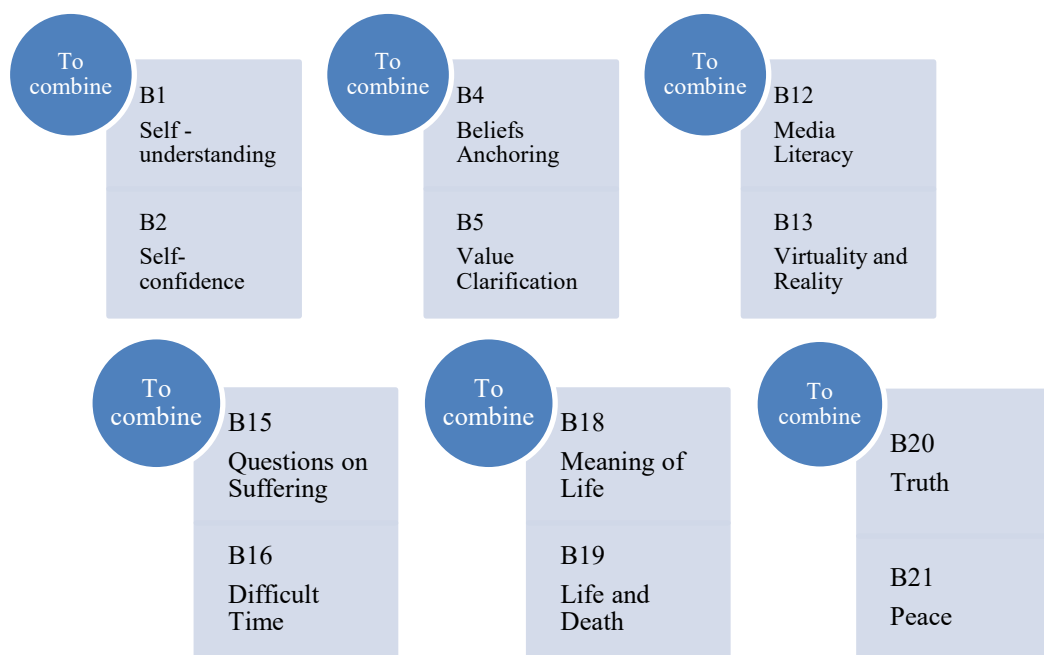 To
combine
B1
Self -
understanding
B2
Self-
confidence
To
combine
B4
Beliefs
Anchoring
B5
Value
Clarification
To
combine
B12
Media
Literacy
B13
Virtuality and
Reality
To
combine
B15
Questions on
Suffering
B16
Difficult
Time
To
combine
B18
Meaning of
Life
B19
Life and
Death
To
combine
B20
Truth
B21
Peace